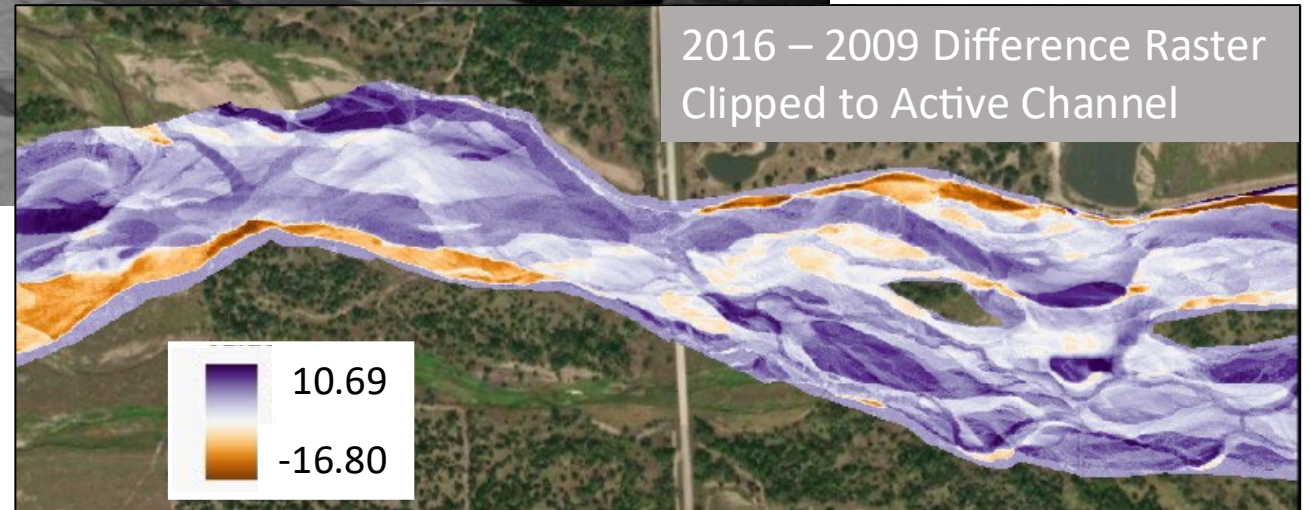 2016 – 2009 Difference Raster
Clipped to Active Channel
10.69
-16.80